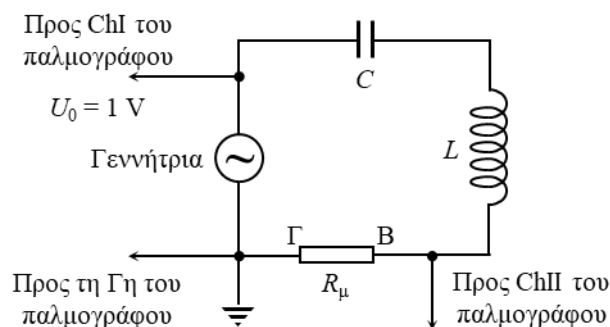 Προς ChI του
παλμογράφου
U₀ = 1 V
C
Γεννήτρια
L
Γ
B
Rμ
Προς τη Γη του
παλμογράφου
Προς ChII του
παλμογράφου